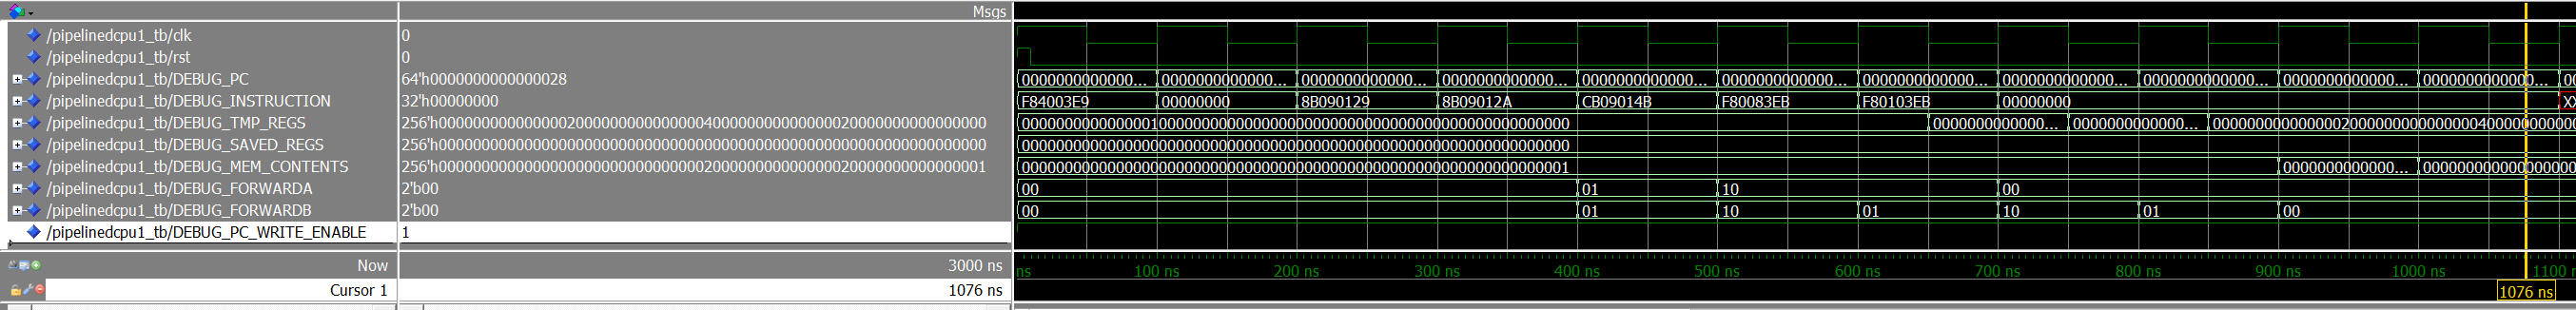 Msgs
/pipelinedcpu1_tb/clk 0
/pipelinedcpu1_tb/rst 0
/pipelinedcpu1_tb/DEBUG_PC 64'h0000000000000028 0000000000000... 0000000000000... 0000000000000... 0000000000000... 0000000000000... 0000000000000... 0000000000000... 0000000000000... 0000000000000... 0000000000000... 0000000000000... 00
/pipelinedcpu1_tb/DEBUG_INSTRUCTION 32'h00000000 F84003E9 00000000 8B090129 8B09012A CB09014B F80083EB F80103EB 00000000 XX
/pipelinedcpu1_tb/DEBUG_TMP_REGS 256'h0000000000000002000000000000000400000000000000020000000000000000 0000000000000001000000000000000000000000000000000000000000000000 0000000000000... 0000000000000... 00000000000000020000000000000004000000000000
/pipelinedcpu1_tb/DEBUG_SAVED_REGS 256'h0000000000000000000000000000000000000000000000000000000000000000 0000000000000000000000000000000000000000000000000000000000000000
/pipelinedcpu1_tb/DEBUG_MEM_CONTENTS 256'h0000000000000000000000000000000200000000000000020000000000000001 0000000000000000000000000000000000000000000000000000000000000001 0000000000000... 000000000000000000000
/pipelinedcpu1_tb/DEBUG_FORWARDA 2'b00 00 01 10 00
/pipelinedcpu1_tb/DEBUG_FORWARDB 2'b00 00 01 10 01 10 01 00
/pipelinedcpu1_tb/DEBUG_PC_WRITE_ENABLE 1
Now 3000 ns ns 100 ns 200 ns 300 ns 400 ns 500 ns 600 ns 700 ns 800 ns 900 ns 1000 ns 1100 n
Cursor 1 1076 ns 1076 ns